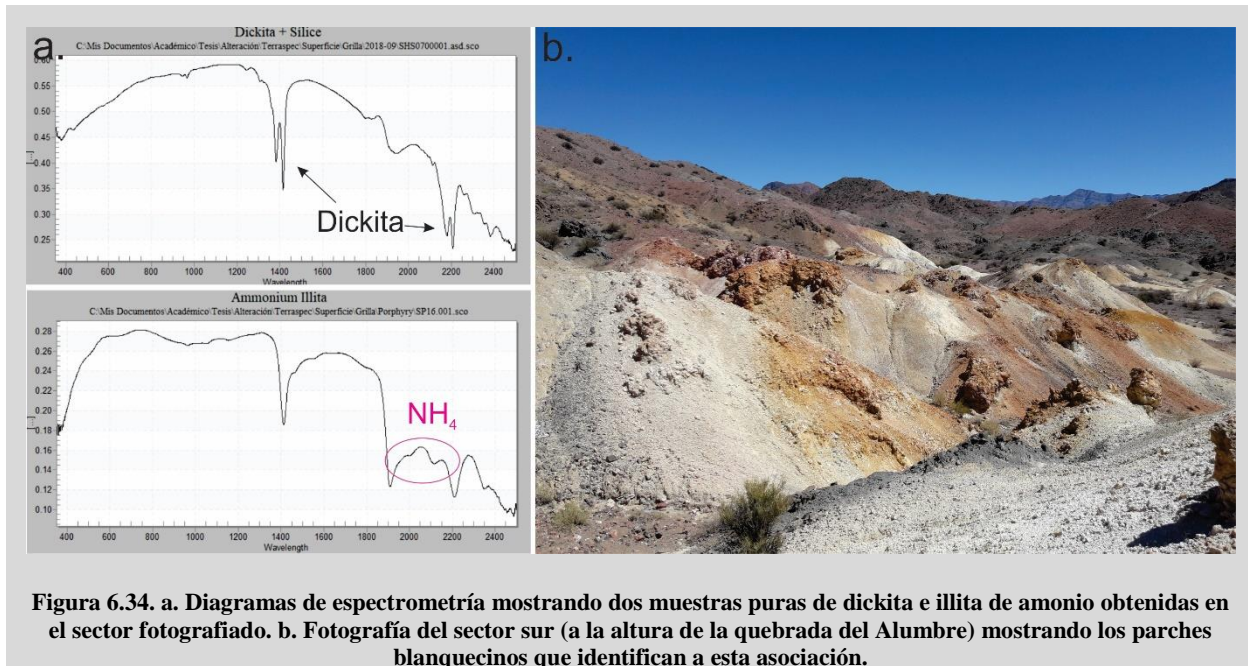 a.
Dickita + Sílice
C:\Mis Documentos\Académico\Tesis\Alteración\Terraspec\Superficie\Grilla\2018-09\SHS0700001.asd.sco
0.60
0.55
0.50
0.45
0.40
0.35
0.30
0.25
Dickita
400 600 800 1000 1200 1400 1600 1800 2000 2200 2400
Wavelength
Ammonium Illita
C:\Mis Documentos\Académico\Tesis\Alteración\Terraspec\Superficie\Grilla\Porphyry\SP16.001.sco
0.28
0.26
0.24
0.22
0.20
0.18
0.16
0.14
0.12
0.10
NH4
400 600 800 1000 1200 1400 1600 1800 2000 2200 2400
Wavelength
b.
Figura 6.34. a. Diagramas de espectrometría mostrando dos muestras puras de dickita e illita de amonio obtenidas en
el sector fotografiado. b. Fotografía del sector sur (a la altura de la quebrada del Alumbre) mostrando los parches
blanquecinos que identifican a esta asociación.